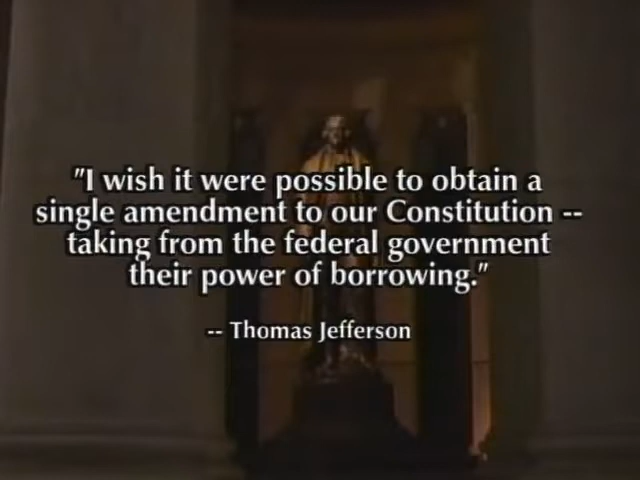 "I wish it were possible to obtain a
single amendment to our Constitution --
taking from the federal government
their power of borrowing."
-- Thomas Jefferson